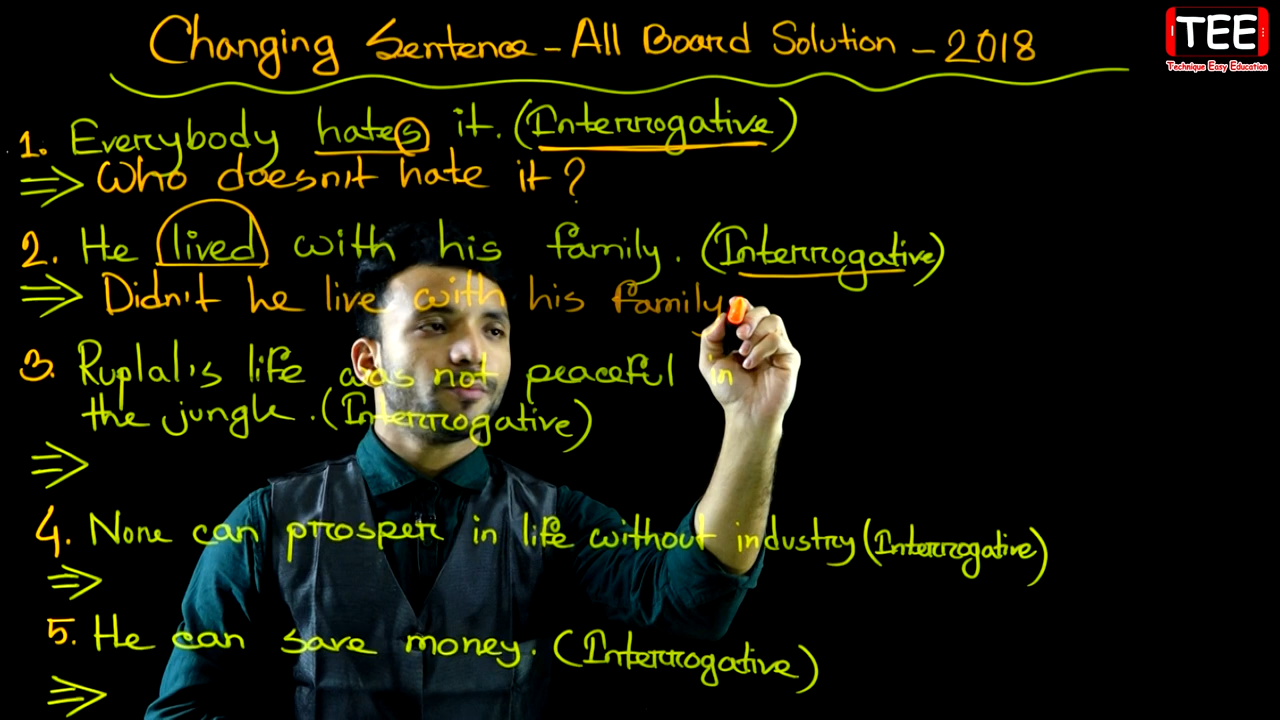 Changing Sentence - All Board Solution - 2018
TEE
Technique Easy Education
1. Everybody hates it. (Interrogative)
⇒ Who doesn't hate it?
2. He lived with his family. (Interrogative)
⇒ Didn't he live with his family
3. Ruplal's life was not peaceful in
the jungle. (Interrogative)
⇒
4. None can prosper in life without industry (Interrogative)
⇒
5. He can save money. (Interrogative)
⇒